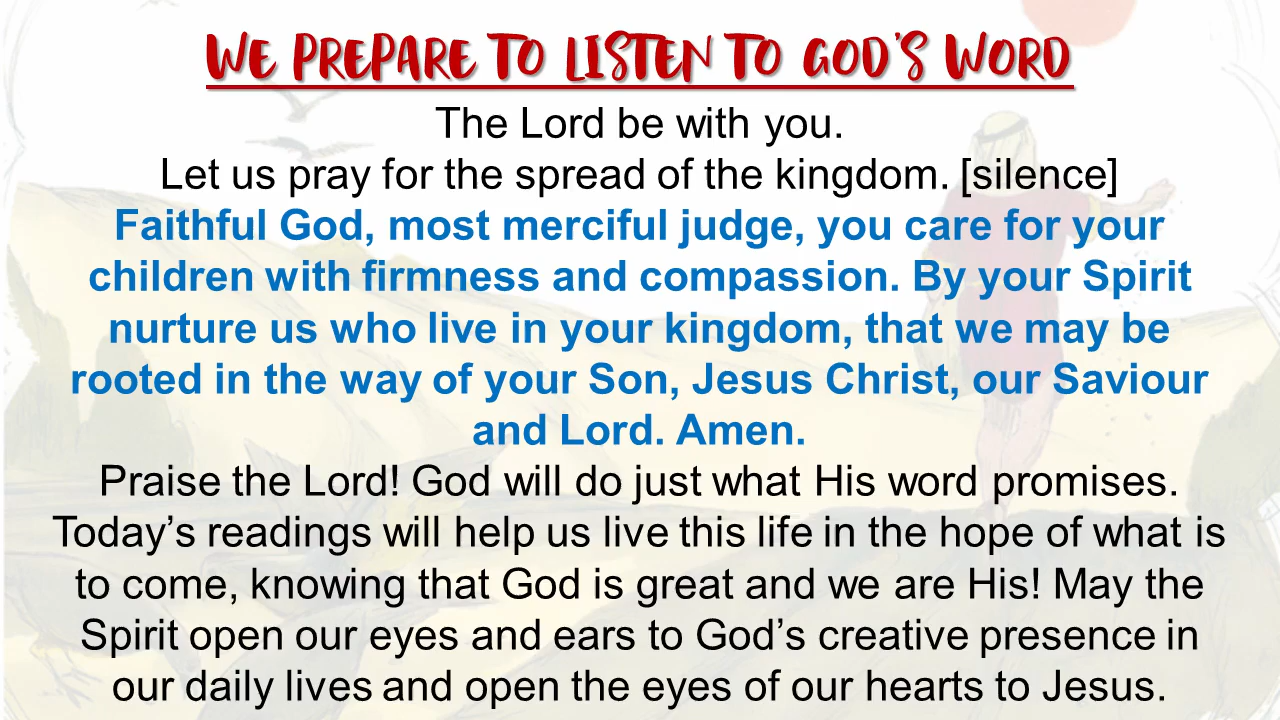 WE PREPARE TO LISTEN TO GOD'S WORD
The Lord be with you.
Let us pray for the spread of the kingdom. [silence]
Faithful God, most merciful judge, you care for your
children with firmness and compassion. By your Spirit
nurture us who live in your kingdom, that we may be
rooted in the way of your Son, Jesus Christ, our Saviour
and Lord. Amen.
Praise the Lord! God will do just what His word promises.
Today’s readings will help us live this life in the hope of what is
to come, knowing that God is great and we are His! May the
Spirit open our eyes and ears to God’s creative presence in
our daily lives and open the eyes of our hearts to Jesus.